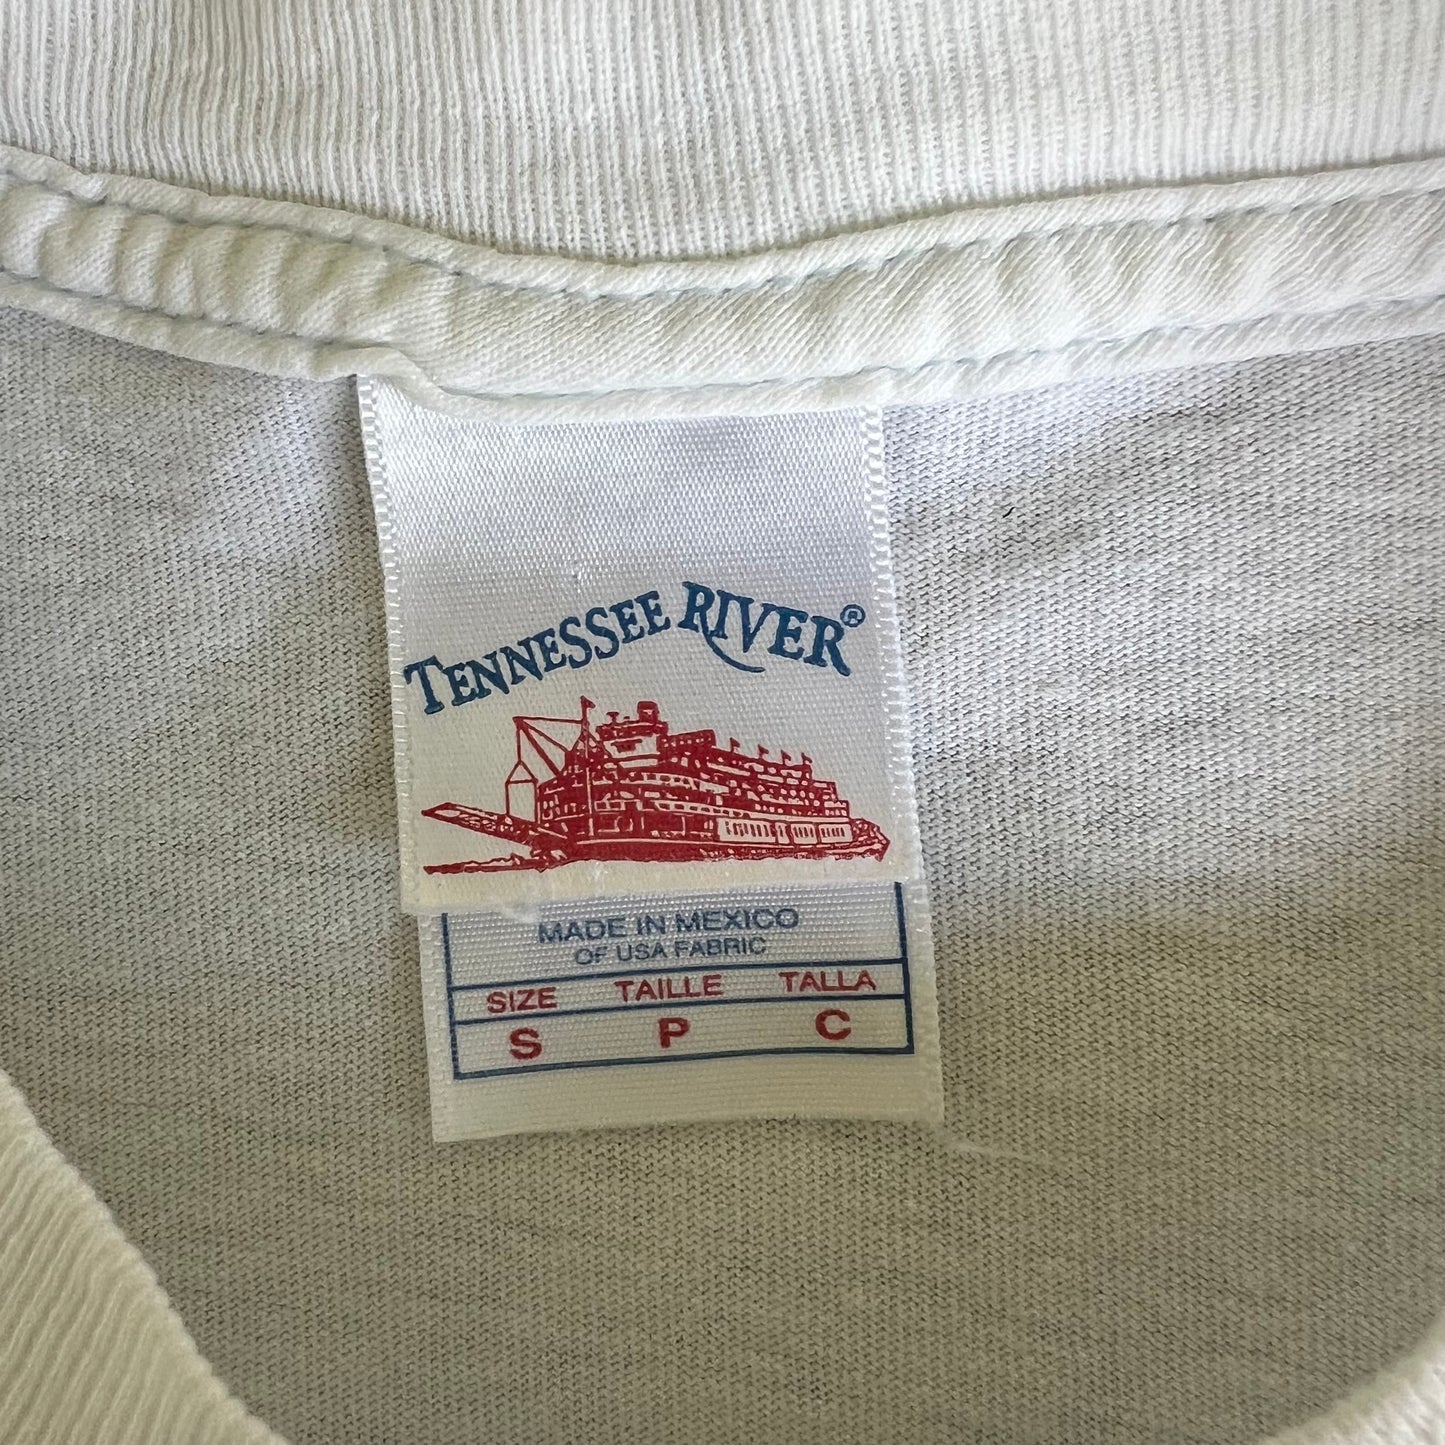 TENNESSEE RIVER®
MADE IN MEXICO
OF USA FABRIC
SIZE TAILLE TALLA
S P C